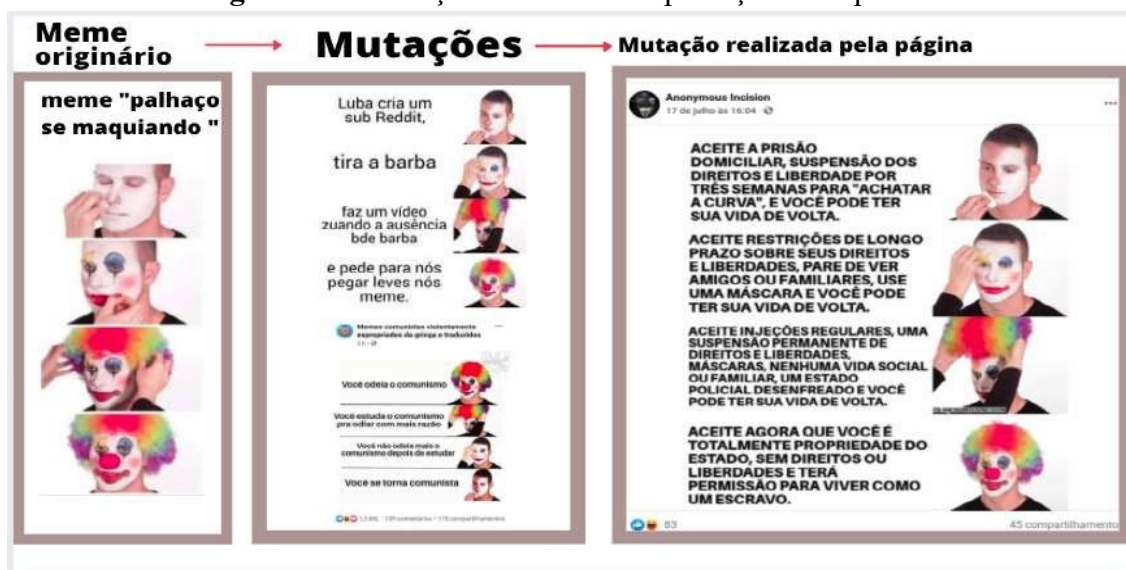 Meme
originário
Mutações
Mutação realizada pela página
meme "palhaço
se maquiando "
Luba cria um
sub Reddit,
tira a barba
faz um vídeo
zuando a ausência
bde barba
e pede para nós
pegar leves nós
meme.
Memes comunistas violentamente
expropriados da gringa e traduzidos
Você odeia o comunismo
Você estuda o comunismo
pra odiar com mais razão
Você não odeia mais o
comunismo depois de estudar
Você se torna comunista
Anonymous Incision
17 de julho às 16:04
ACEITE A PRISÃO
DOMICILIAR, SUSPENSÃO DOS
DIREITOS E LIBERDADE POR
TRÊS SEMANAS PARA "ACHATAR
A CURVA", E VOCÊ PODE TER
SUA VIDA DE VOLTA.
ACEITE RESTRIÇÕES DE LONGO
PRAZO SOBRE SEUS DIREITOS
E LIBERDADES, PARE DE VER
AMIGOS OU FAMILIARES, USE
UMA MÁSCARA E VOCÊ PODE
TER SUA VIDA DE VOLTA.
ACEITE INJEÇÕES REGULARES, UMA
SUSPENSÃO PERMANENTE DE
DIREITOS E LIBERDADES,
MÁSCARAS, NENHUMA VIDA SOCIAL
OU FAMILIAR, UM ESTADO
POLICIAL DESENFREADO E VOCÊ
PODE TER SUA VIDA DE VOLTA.
ACEITE AGORA QUE VOCÊ É
TOTALMENTE PROPRIEDADE DO
ESTADO, SEM DIREITOS OU
LIBERDADES E TERÁ
PERMISSÃO PARA VIVER COMO
UM ESCRAVO.
83
45 compartilhamento